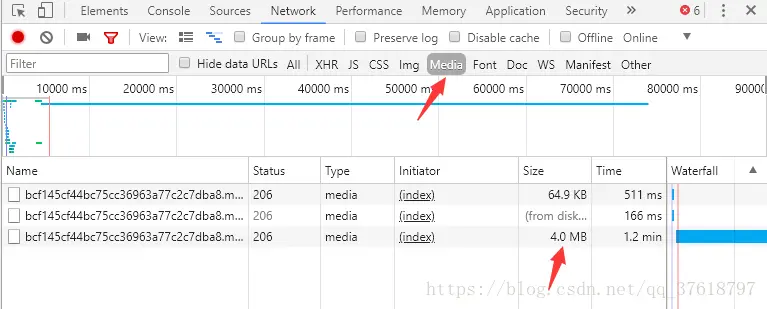 Elements Console Sources Network Performance Memory Application Security » 6
View: Group by frame Preserve log Disable cache Offline Online
Filter Hide data URLs All XHR JS CSS Img Media Font Doc WS Manifest Other
10000 ms 20000 ms 30000 ms 40000 ms 50000 ms 60000 ms 70000 ms 80000 ms 90000
Name Status Type Initiator Size Time Waterfall
bcf145cf44bc75cc36963a77c2c7dba8.m... 206 media (index) 64.9 KB 511 ms
bcf145cf44bc75cc36963a77c2c7dba8.m... 206 media (index) (from disk... 166 ms
bcf145cf44bc75cc36963a77c2c7dba8.m... 206 media (index) 4.0 MB 1.2 min
https://blog.csdn.net/qq_37618797